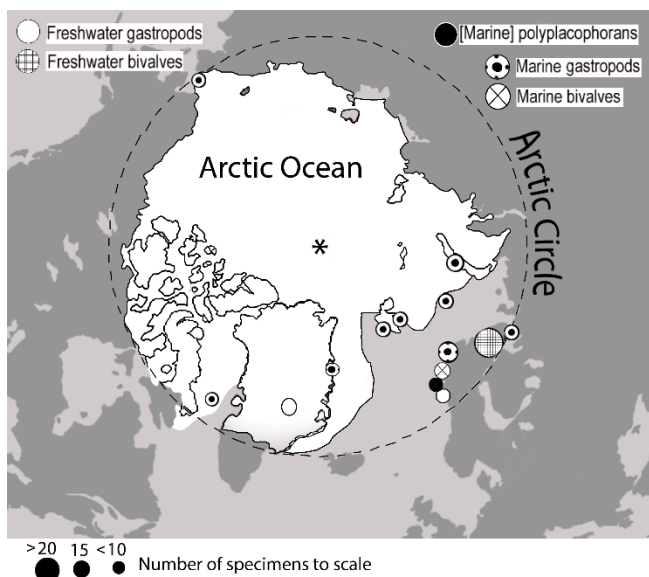 Freshwater gastropods
Freshwater bivalves
[Marine] polyplacophorans
Marine gastropods
Marine bivalves
Arctic Ocean
*
Arctic Circle
>20 15 <10
Number of specimens to scale